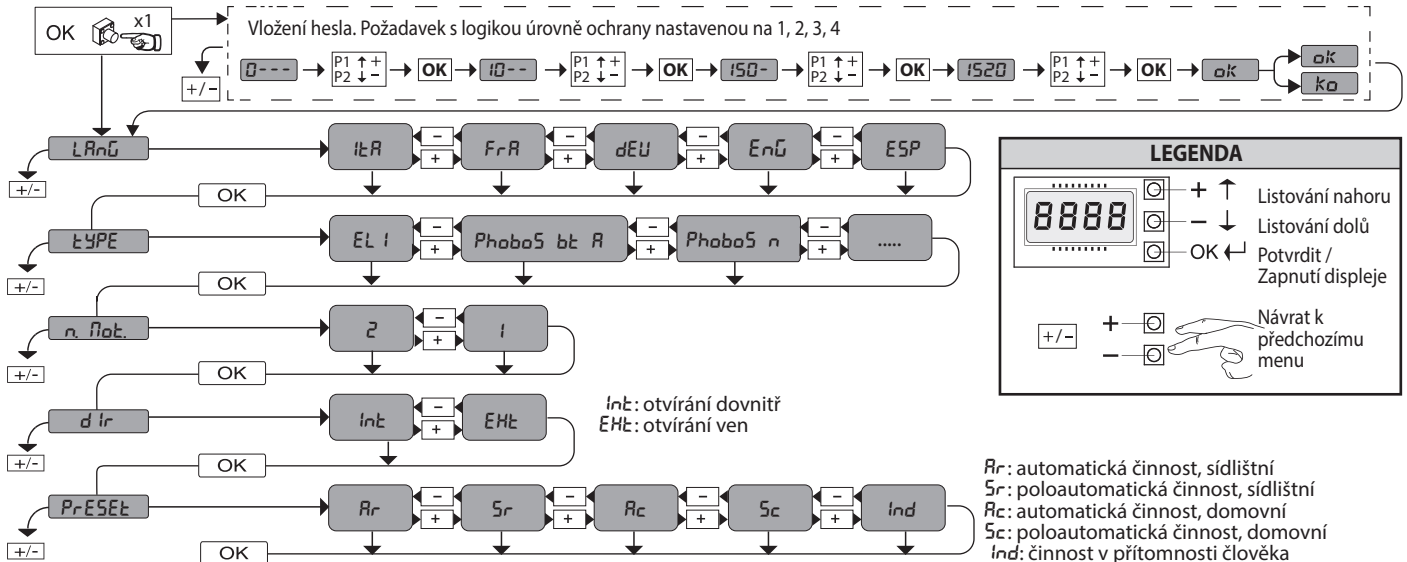 OK x1
Vložení hesla. Požadavek s logikou úrovně ochrany nastavenou na 1, 2, 3, 4
0--- P1 ↑ + P2 ↓ - OK 10-- P1 ↑ + P2 ↓ - OK 150- P1 ↑ + P2 ↓ - OK 1520 P1 ↑ + P2 ↓ - OK ok ok
ko
+/-
LAnG ItA - + FrA - + dEU - + EnG - + ESP
+/-
OK
tYPE EL I - + PhoboS bt A - + PhoboS n - + .....
+/-
OK
n. Mot. 2 - + 1
+/-
OK
dIr Int - + EHt
Int: otvírání dovnitř
EHt: otvírání ven
+/-
OK
PrESEt Ar - + Sr - + Ac - + Sc - + Ind
+/-
OK
Ar: automatická činnost, sídlištní
Sr: poloautomatická činnost, sídlištní
Ac: automatická činnost, domovní
Sc: poloautomatická činnost, domovní
Ind: činnost v přítomnosti člověka
LEGENDA
8888
+ ↑ Listování nahoru
- ↓ Listování dolů
OK ↵ Potvrdit /
Zapnutí displeje
+/- + -
Návrat k
předchozímu
menu